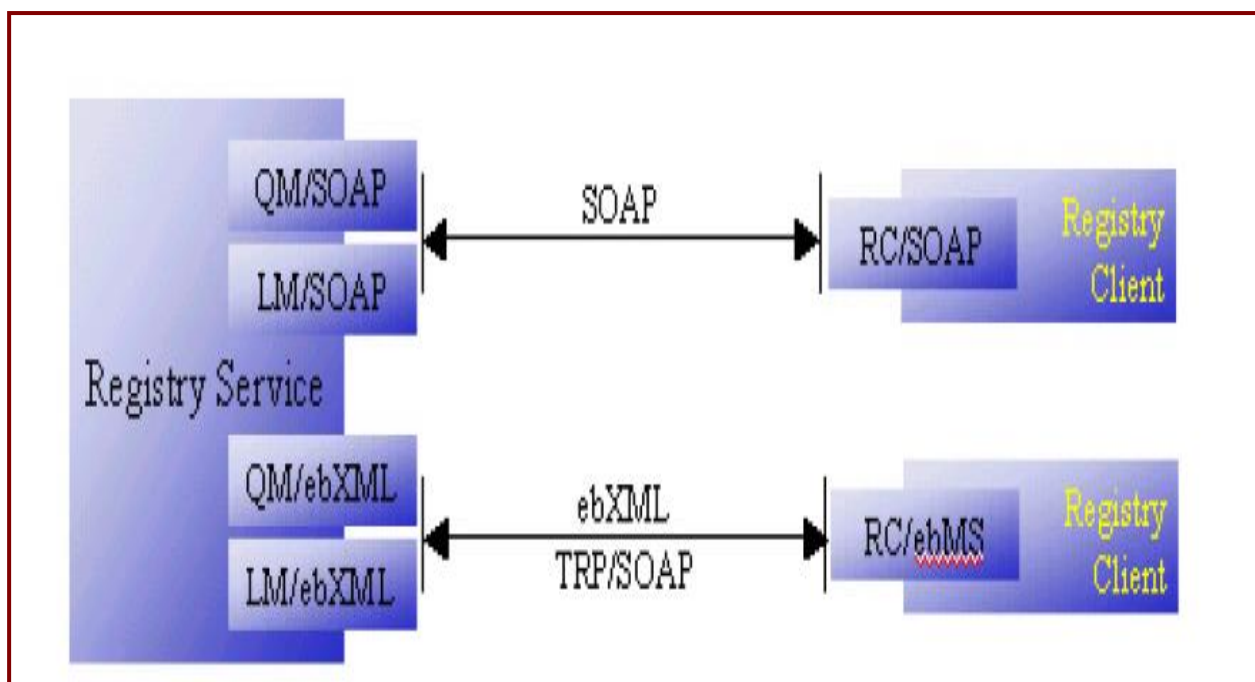 QM/SOAP
LM/SOAP
Registry Service
QM/ebXML
LM/ebXML
SOAP
ebXML
TRP/SOAP
RC/SOAP
Registry
Client
RC/ebMS
Registry
Client